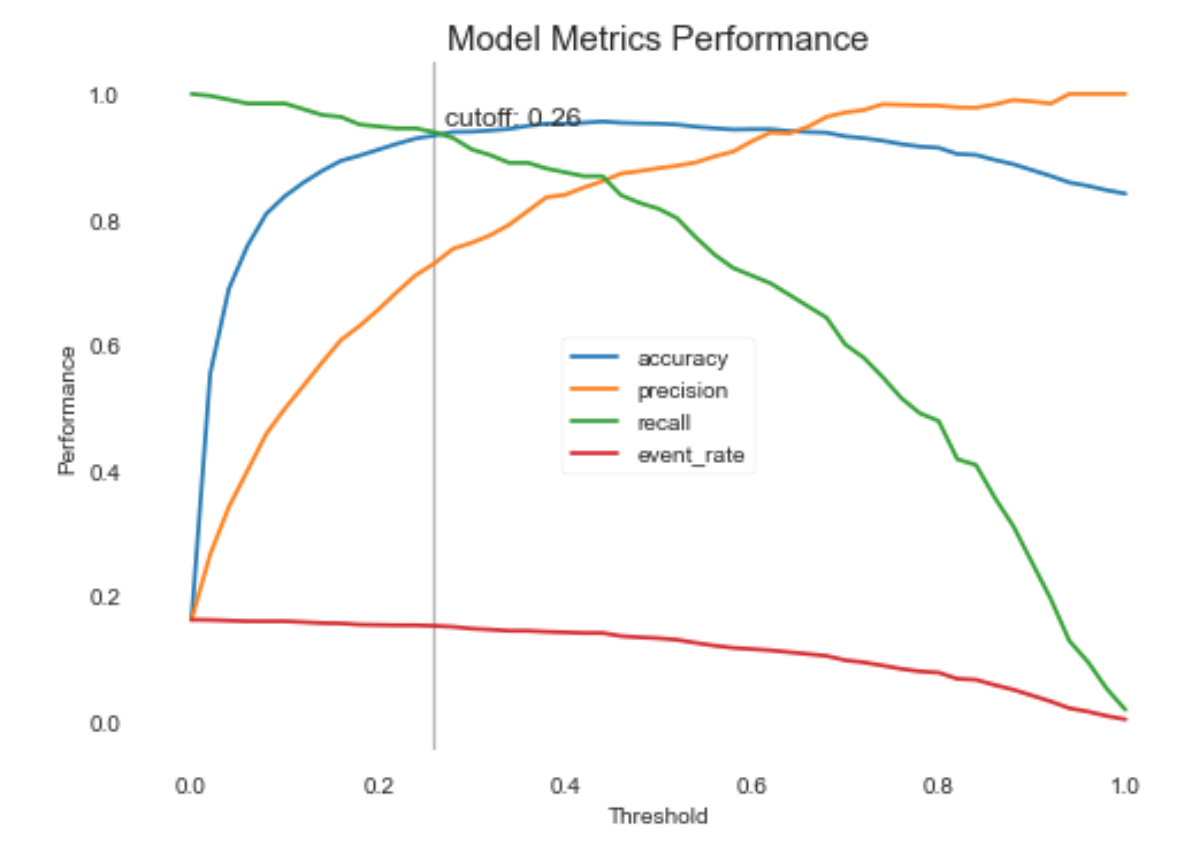 Model Metrics Performance
1.0
cutoff: 0.26
0.8
0.6
accuracy
precision
recall
event_rate
Performance
0.4
0.2
0.0
0.0 0.2 0.4 0.6 0.8 1.0
Threshold